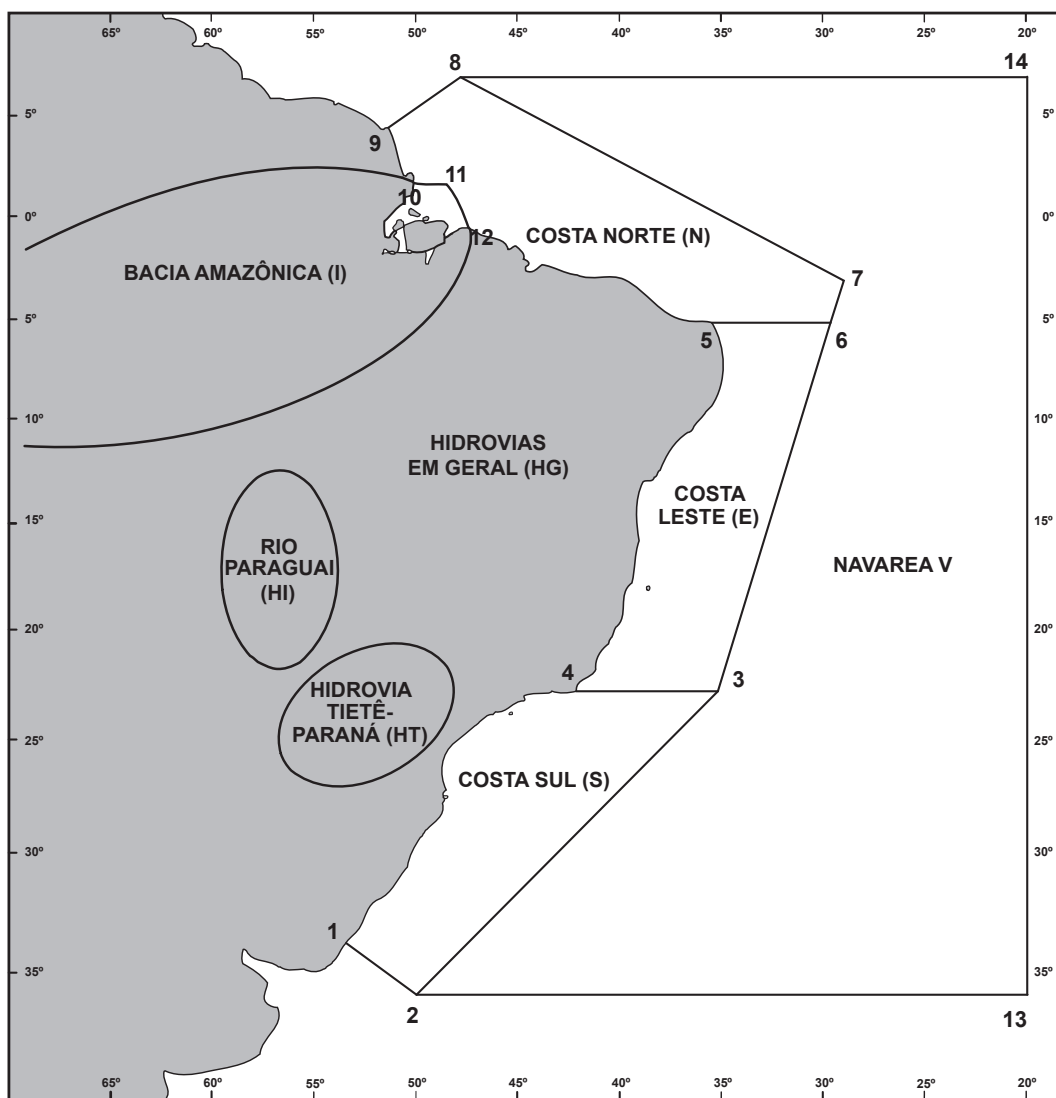 65º 60º 55º 50º 45º 40º 35º 30º 25º 20º
8 14
5º 5º
9
11
10
0º 0º
12 COSTA NORTE (N)
BACIA AMAZÔNICA (I)
7
5º 5º
5 6
10º 10º
HIDROVIAS
EM GERAL (HG)
COSTA
LESTE (E)
15º 15º
RIO
PARAGUAI
(HI)
NAVAREA V
20º 20º
4 3
HIDROVIA
TIETÊ-
PARANÁ (HT)
25º 25º
COSTA SUL (S)
30º 30º
1
35º 35º
2 13
65º 60º 55º 50º 45º 40º 35º 30º 25º 20º